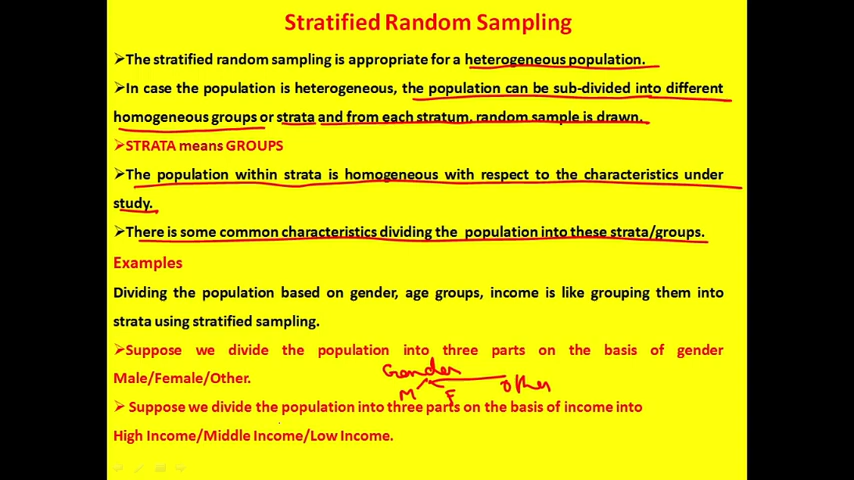 Stratified Random Sampling
➢The stratified random sampling is appropriate for a heterogeneous population.
➢In case the population is heterogeneous, the population can be sub-divided into different
homogeneous groups or strata and from each stratum, random sample is drawn.
➢STRATA means GROUPS
➢The population within strata is homogeneous with respect to the characteristics under
study.
➢There is some common characteristics dividing the population into these strata/groups.
Examples
Dividing the population based on gender, age groups, income is like grouping them into
strata using stratified sampling.
➢Suppose we divide the population into three parts on the basis of gender
Gender
Male/Female/Other.
M F Other
➢ Suppose we divide the population into three parts on the basis of income into
High Income/Middle Income/Low Income.